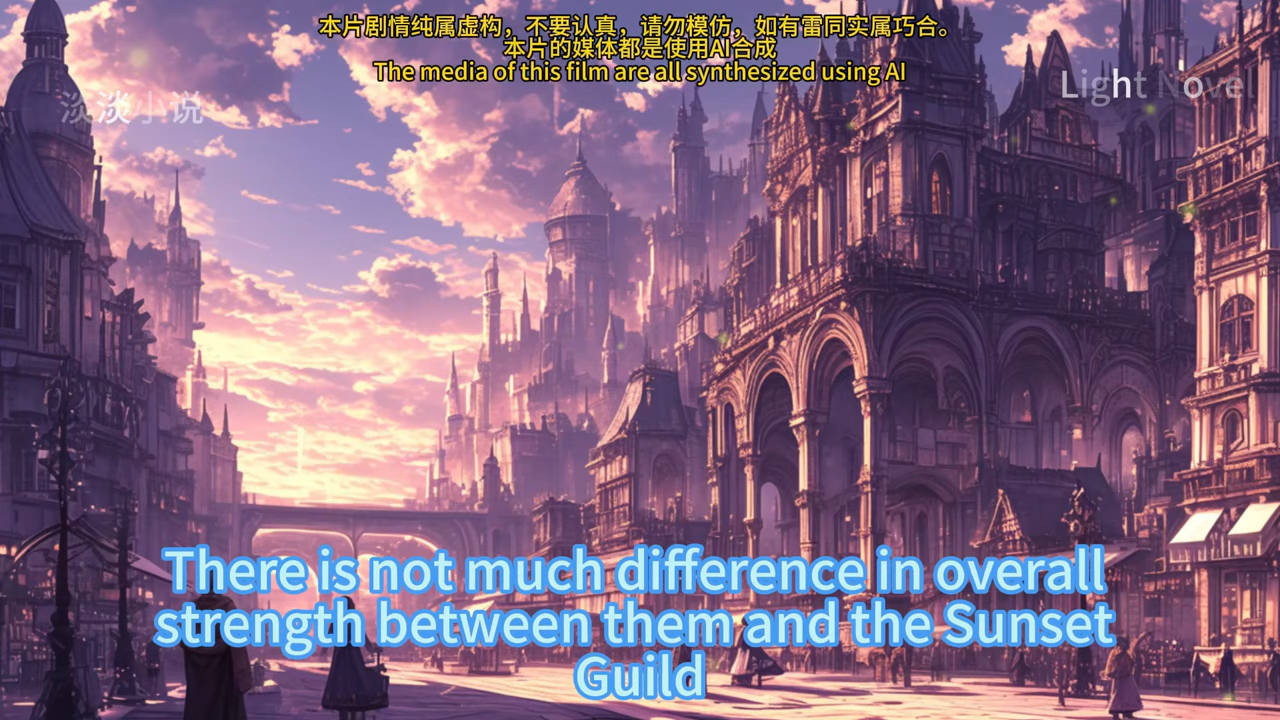 本片剧情纯属虚构，不要认真，请勿模仿，如有雷同实属巧合。
本片的媒体都是使用AI合成
The media of this film are all synthesized using AI
淡淡小说
Light Novel
There is not much difference in overall
strength between them and the Sunset
Guild